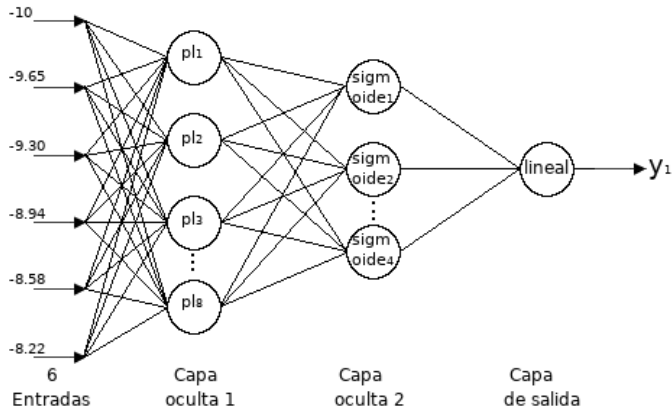 -10
-9.65
-9.30
-8.94
-8.58
-8.22
pl1
pl2
pl3
pl8
sigm
oide1
sigm
oide2
sigm
oide4
lineal
y1
6
Entradas
Capa
oculta 1
Capa
oculta 2
Capa
de salida